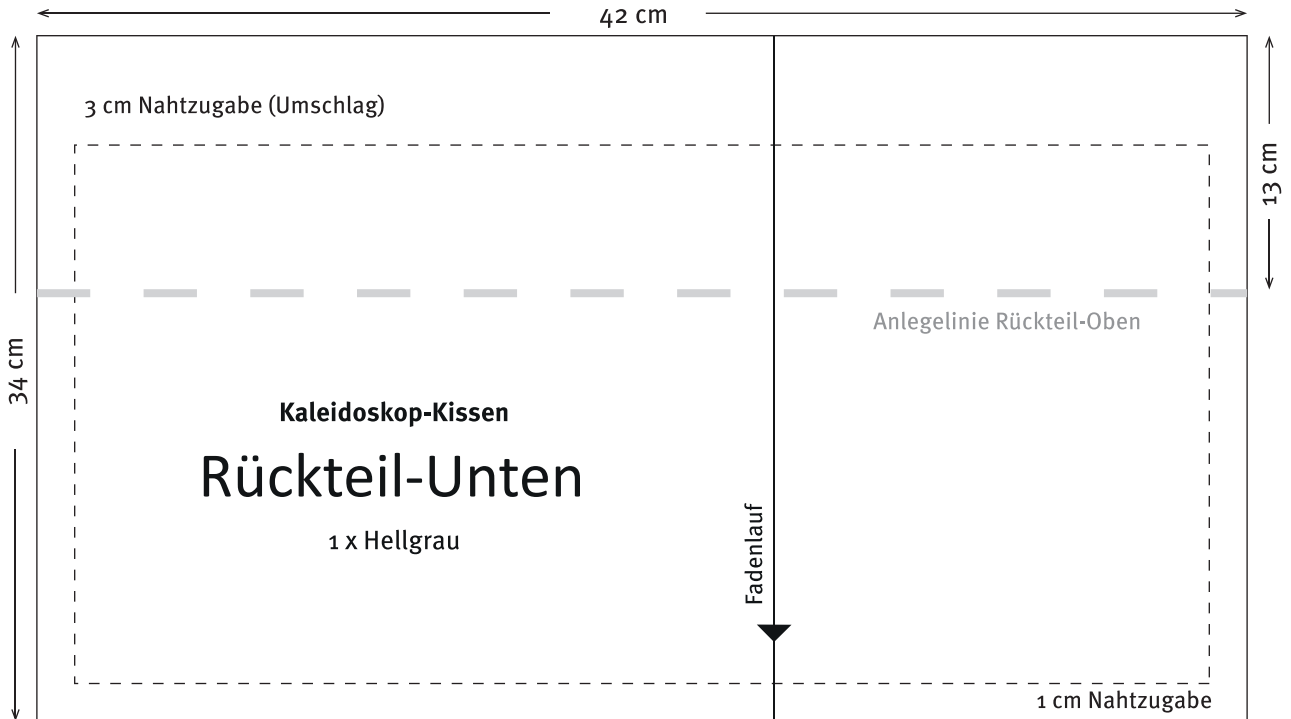 42 cm
3 cm Nahtzugabe (Umschlag)
13 cm
Anlegelinie Rückteil-Oben
34 cm
Kaleidoskop-Kissen
Rückteil-Unten
1 x Hellgrau
Fadenlauf
1 cm Nahtzugabe